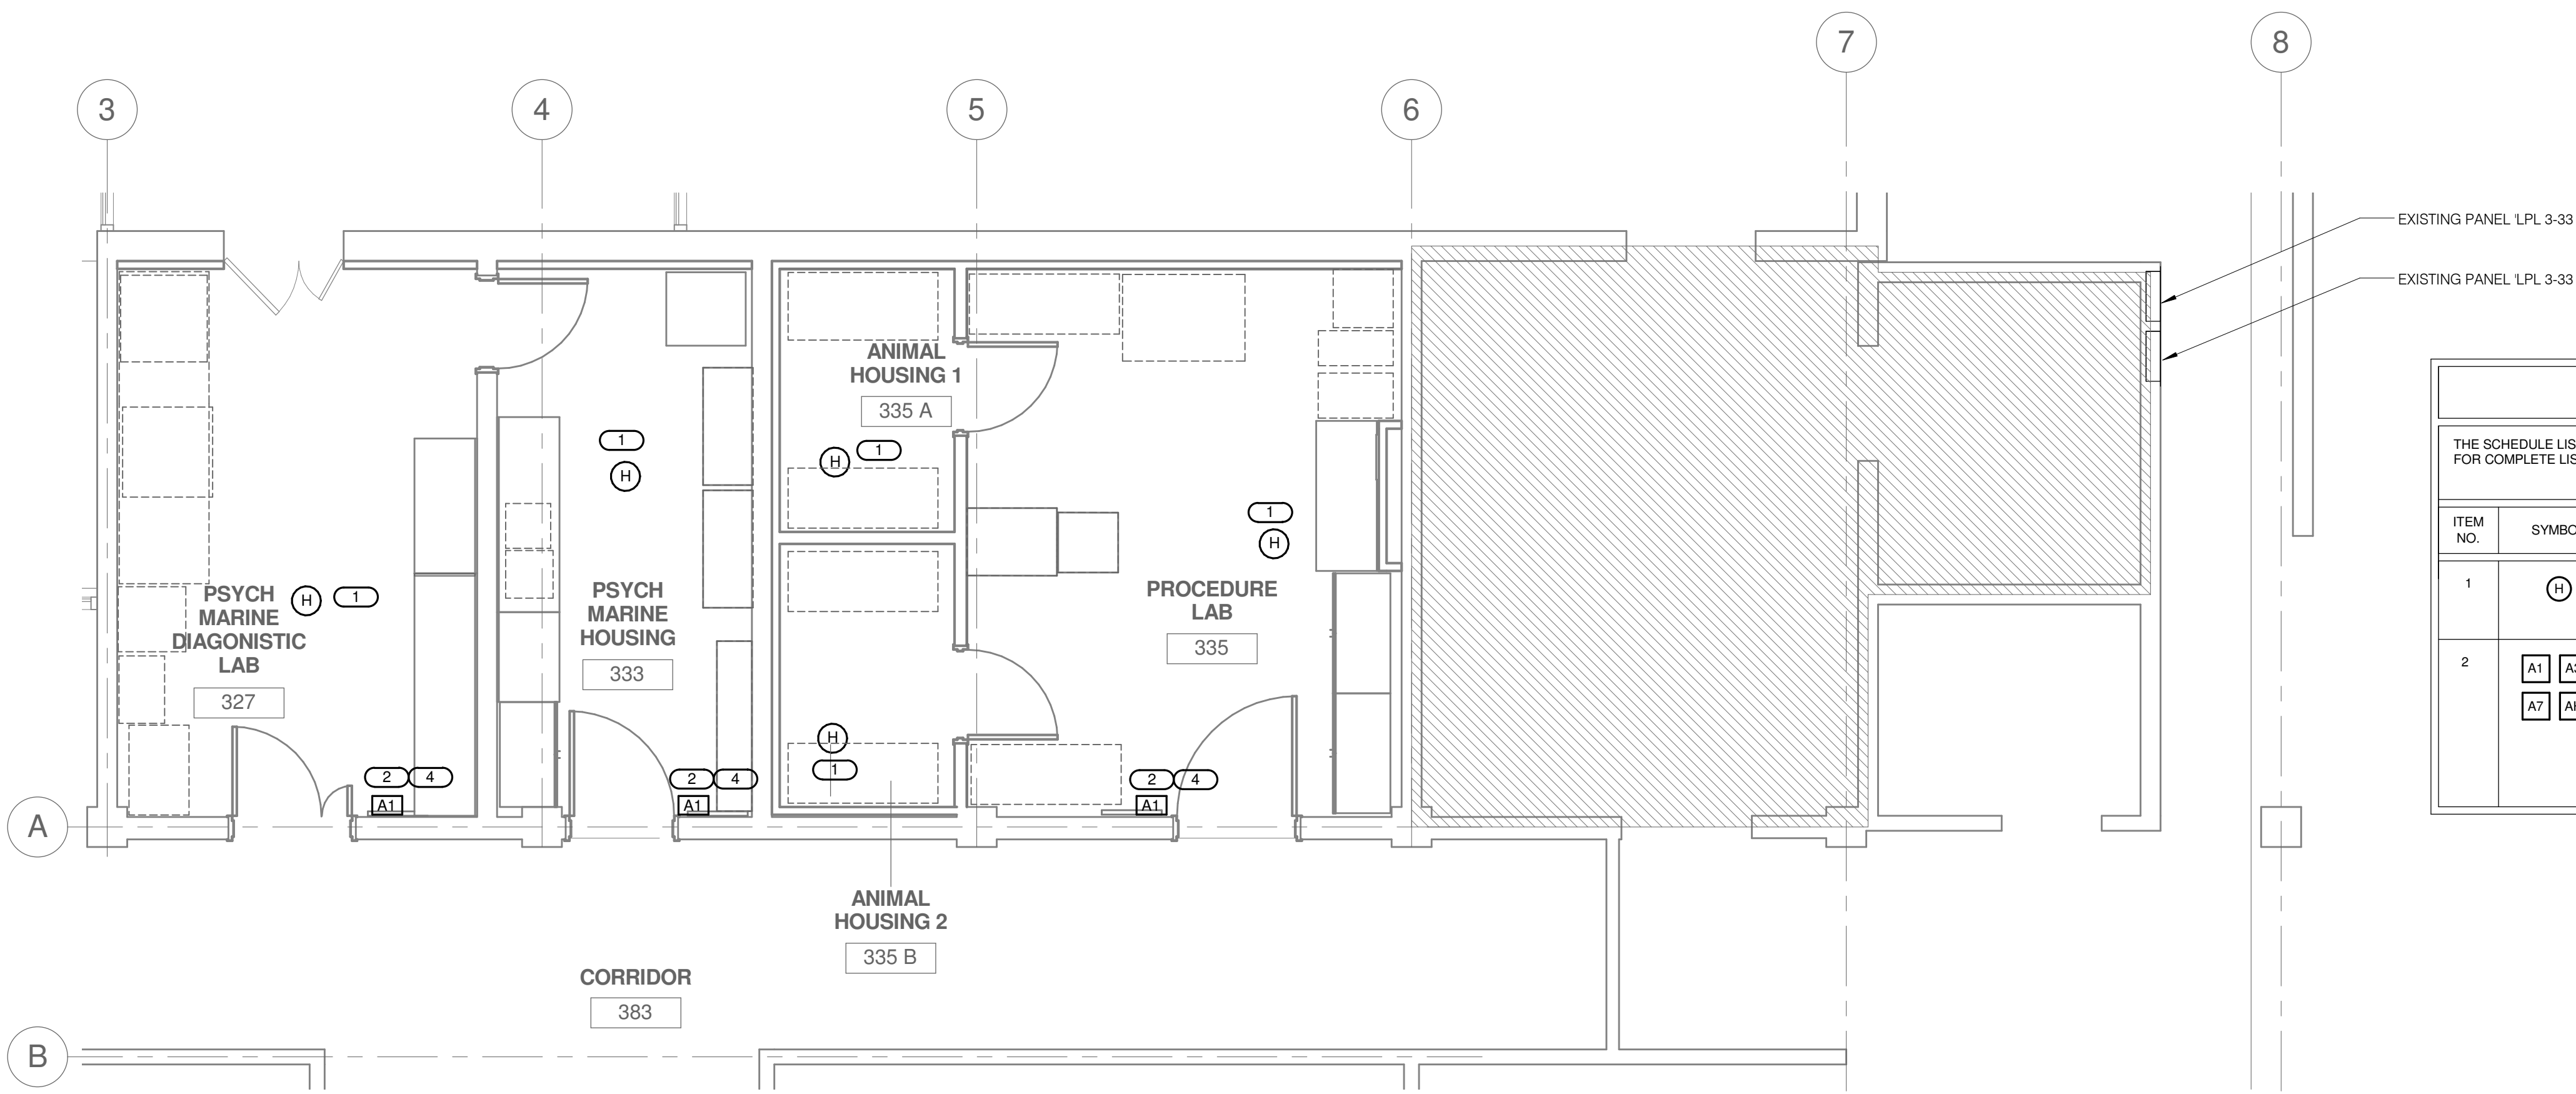 7
8
3
4
5
6
EXISTING PANEL 'LPL 3-33
EXISTING PANEL 'LPL 3-33
ANIMAL
HOUSING 1
335 A
H
1
1
H
1
H
PSYCH
MARINE
DIAGONISTIC
LAB
327
H
1
PSYCH
MARINE
HOUSING
333
PROCEDURE
LAB
335
H
1
2 4
A1
2 4
A1
2 4
A1
A
ANIMAL
HOUSING 2
335 B
CORRIDOR
383
B
THE SCHEDULE LIS
FOR COMPLETE LIS
ITEM
NO.
SYMBO
1
H
2
A1
A7